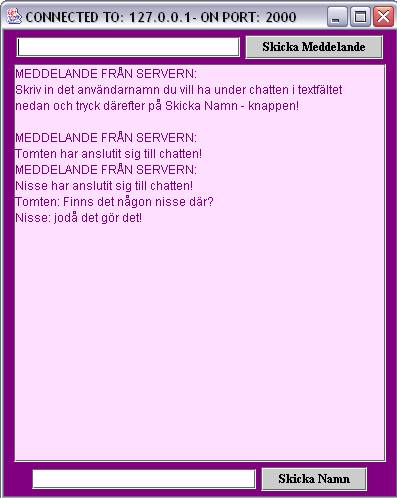 CONNECTED TO: 127.0.0.1- ON PORT: 2000
Skicka Meddelande
MEDDELANDE FRÅN SERVERN:
Skriv in det användarnamn du vill ha under chatten i textfältet
nedan och tryck därefter på Skicka Namn - knappen!
MEDDELANDE FRÅN SERVERN:
Tomten har anslutit sig till chatten!
MEDDELANDE FRÅN SERVERN:
Nisse har anslutit sig till chatten!
Tomten: Finns det någon nisse där?
Nisse: jodå det gör det!
Skicka Namn